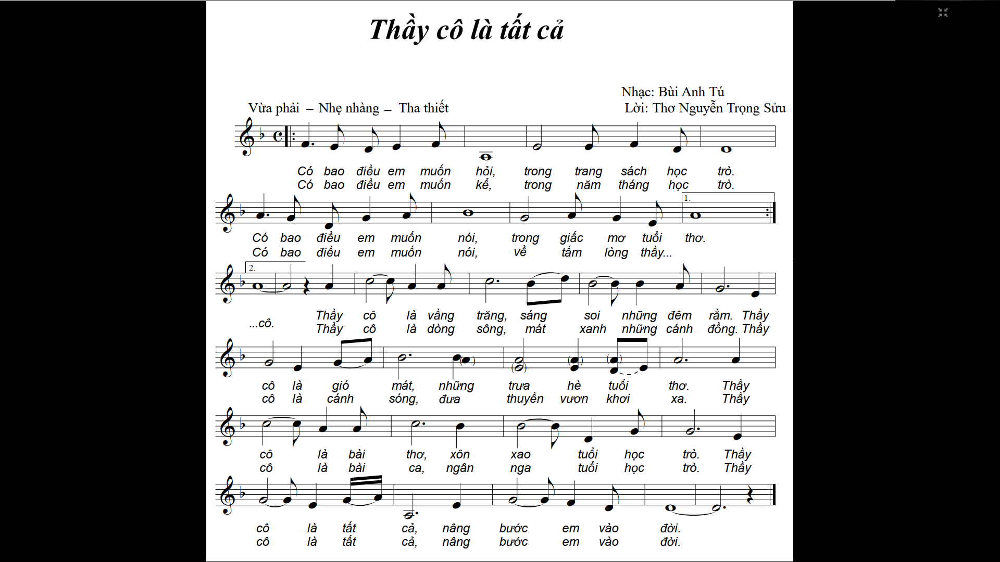 Thầy cô là tất cả
Nhạc: Bùi Anh Tú
Vừa phải – Nhẹ nhàng – Tha thiết
Lời: Thơ Nguyễn Trọng Sửu
Có bao điều em muốn hỏi, trong trang sách học trò.
Có bao điều em muốn kể, trong năm tháng học trò.
1.
Có bao điều em muốn nói, trong giấc mơ tuổi thơ.
Có bao điều em muốn nói, về tấm lòng thầy...
2.
Thầy cô là vầng trăng, sáng soi những đêm rằm. Thầy
...cô. Thầy cô là dòng sông, mát xanh những cánh đồng. Thầy
cô là gió mát, những trưa hè tuổi thơ. Thầy
cô là cánh sóng, đưa thuyền vươn khơi xa. Thầy
cô là bài thơ, xôn xao tuổi học trò. Thầy
cô là bài ca, ngân nga tuổi học trò. Thầy
cô là tất cả, nâng bước em vào đời.
cô là tất cả, nâng bước em vào đời.